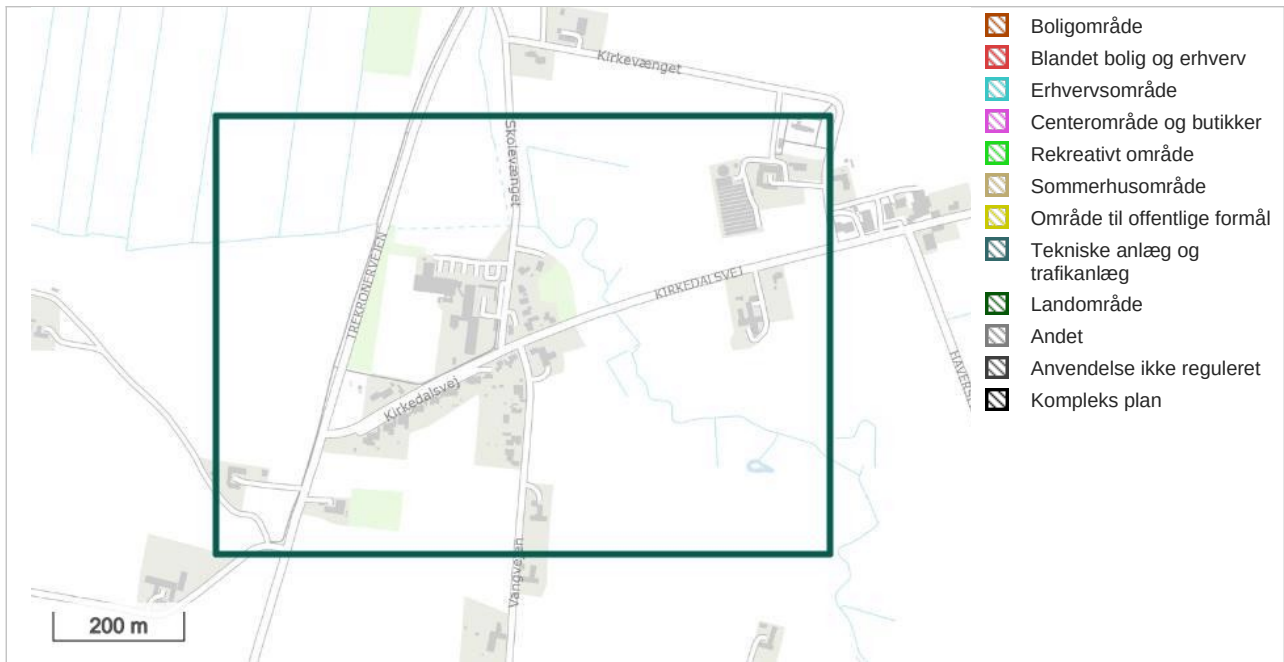 Kirkevænget
Skolevænget
TREKRONERVEJEN
KIRKEDALSVEJ
Kirkedalsvej
Vangvejen
200 m
Boligområde
Blandet bolig og erhverv
Erhvervsområde
Centerområde og butikker
Rekreativt område
Sommerhusområde
Område til offentlige formål
Tekniske anlæg og
trafikanlæg
Landområde
Andet
Anvendelse ikke reguleret
Kompleks plan